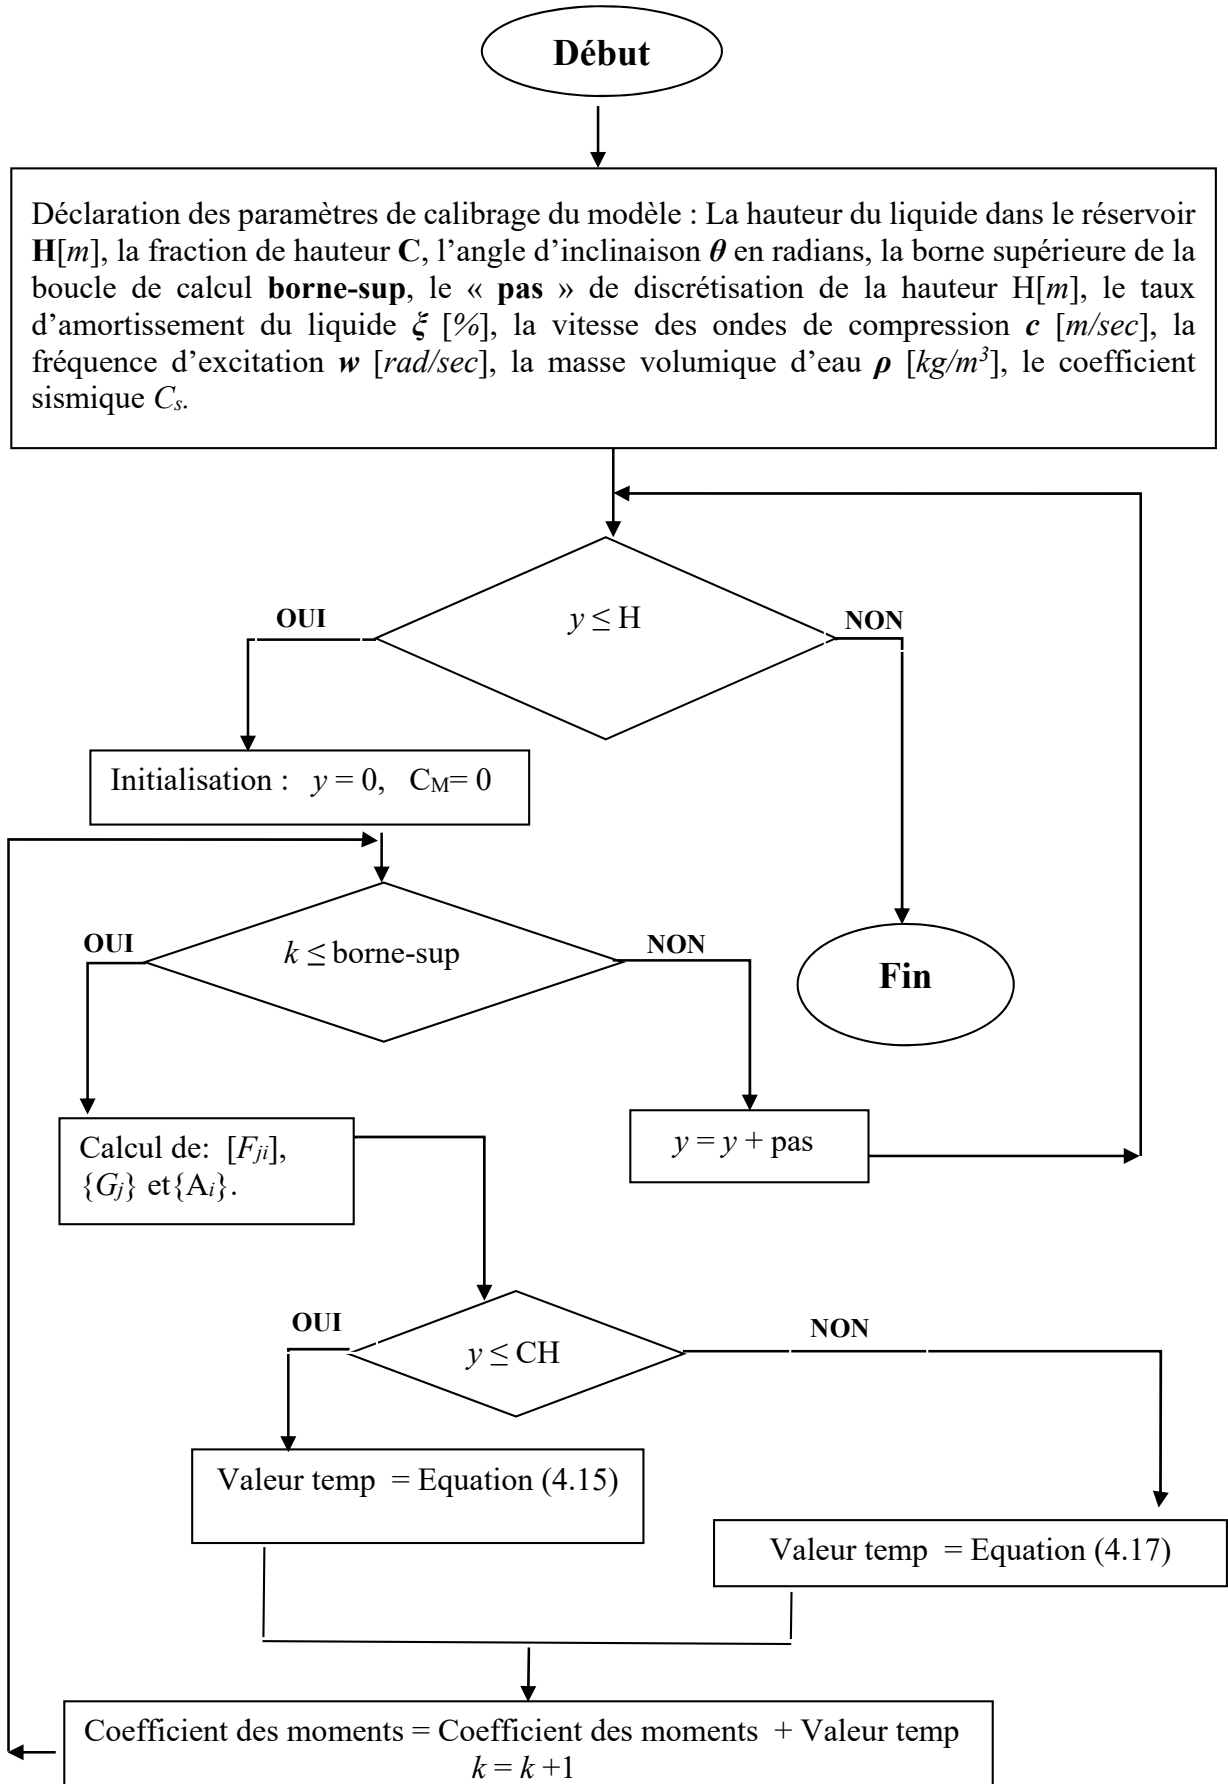 Début
Déclaration des paramètres de calibrage du modèle : La hauteur du liquide dans le réservoir
H[m], la fraction de hauteur C, l'angle d'inclinaison θ en radians, la borne supérieure de la
boucle de calcul borne-sup, le « pas » de discrétisation de la hauteur H[m], le taux
d'amortissement du liquide ξ [%], la vitesse des ondes de compression c [m/sec], la
fréquence d'excitation w [rad/sec], la masse volumique d'eau ρ [kg/m³], le coefficient
sismique Cₛ.
y ≤ H
OUI
NON
Initialisation : y = 0, C_M= 0
k ≤ borne-sup
OUI
NON
Fin
Calcul de: [F_ji],
{G_j} et{A_i}.
y = y + pas
y ≤ CH
OUI
NON
Valeur temp = Equation (4.15)
Valeur temp = Equation (4.17)
Coefficient des moments = Coefficient des moments + Valeur temp
k = k +1